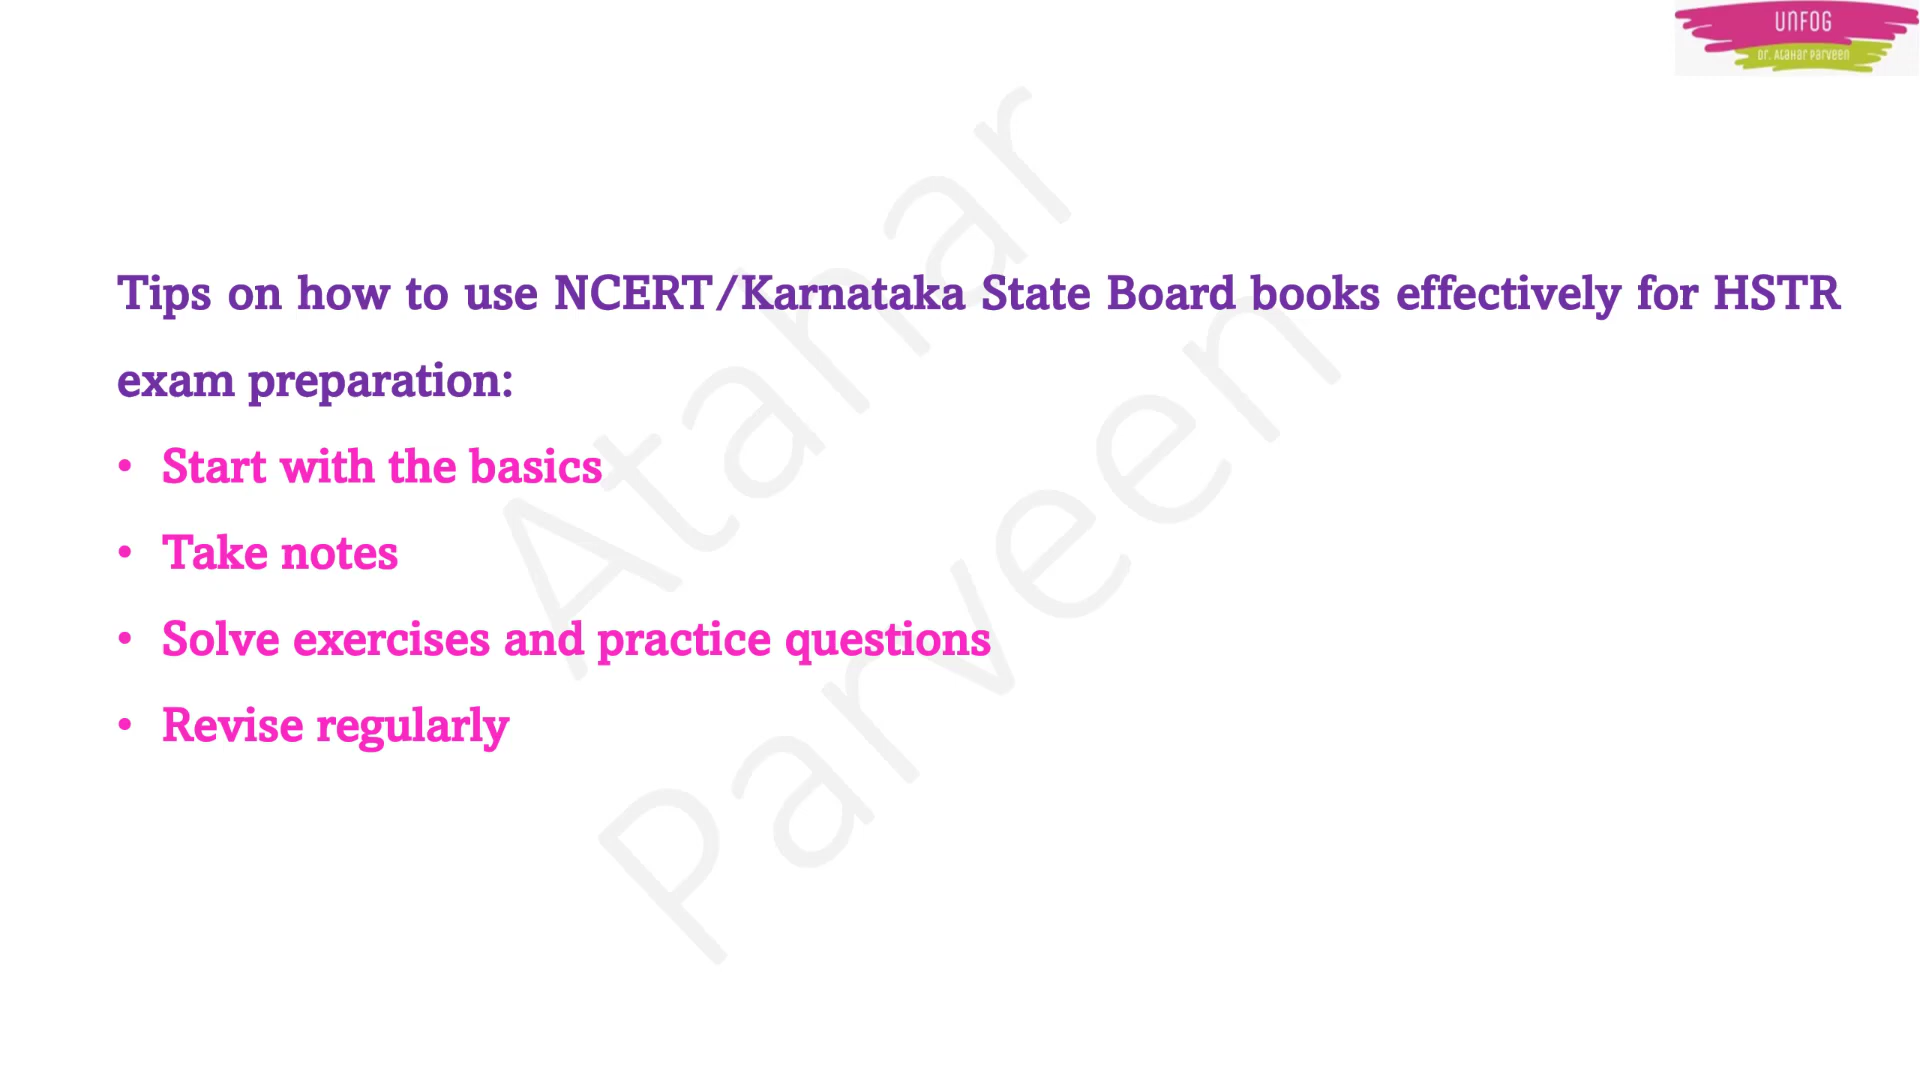 UNFOG
Dr. Atahar Parveen
Tips on how to use NCERT/Karnataka State Board books effectively for HSTR
exam preparation:
• Start with the basics
• Take notes
• Solve exercises and practice questions
• Revise regularly
Atahar
Parveen